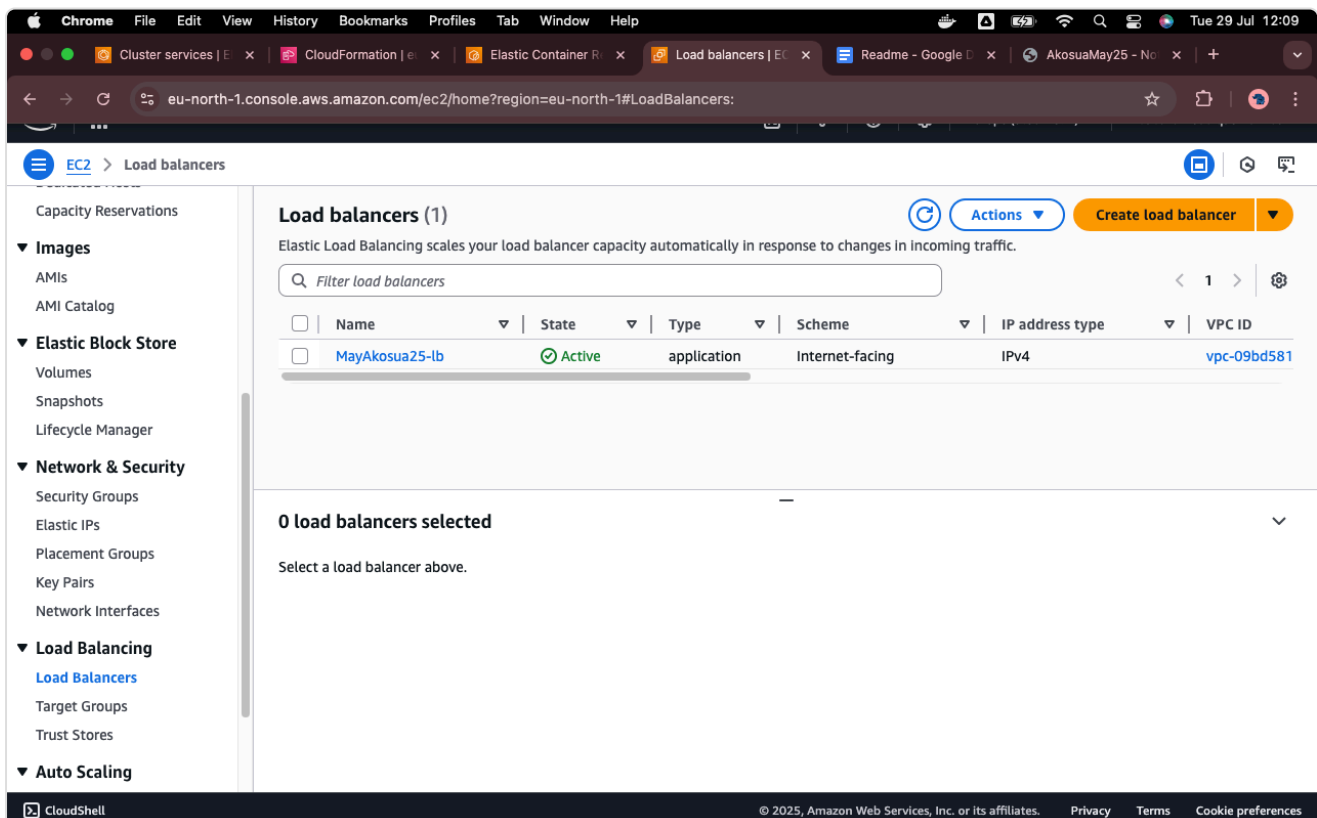 Chrome File Edit View History Bookmarks Profiles Tab Window Help Tue 29 Jul 12:09
Cluster services | E Cloudformation | eu Elastic Container R Load balancers | EC Readme - Google D AkosuaMay25 - No
eu-north-1.console.aws.amazon.com/ec2/home?region=eu-north-1#LoadBalancers:
EC2 > Load balancers
Capacity Reservations
Images
AMIs
AMI Catalog
Elastic Block Store
Volumes
Snapshots
Lifecycle Manager
Network & Security
Security Groups
Elastic IPs
Placement Groups
Key Pairs
Network Interfaces
Load Balancing
Load Balancers
Target Groups
Trust Stores
Auto Scaling
Load balancers (1)
Actions
Create load balancer
Elastic Load Balancing scales your load balancer capacity automatically in response to changes in incoming traffic.
Filter load balancers
1
Name State Type Scheme IP address type VPC ID
MayAkosua25-lb Active application Internet-facing IPv4 vpc-09bd581
0 load balancers selected
Select a load balancer above.
CloudShell © 2025, Amazon Web Services, Inc. or its affiliates. Privacy Terms Cookie preferences